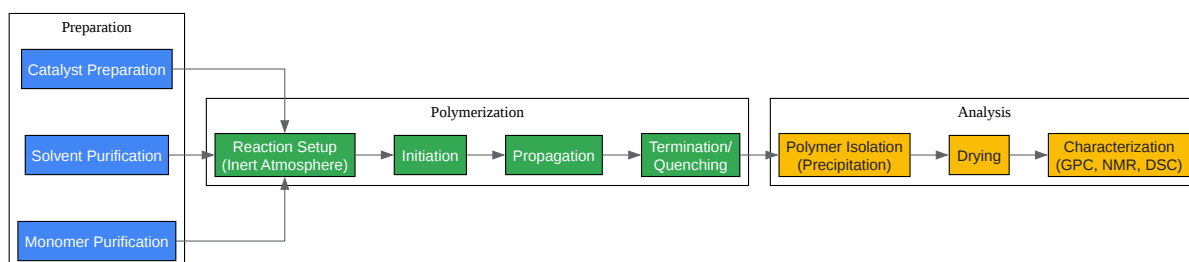 Preparation
Catalyst Preparation
Solvent Purification
Monomer Purification
Polymerization
Reaction Setup
(Inert Atmosphere)
Initiation
Propagation
Termination/
Quenching
Analysis
Polymer Isolation
(Precipitation)
Drying
Characterization
(GPC, NMR, DSC)